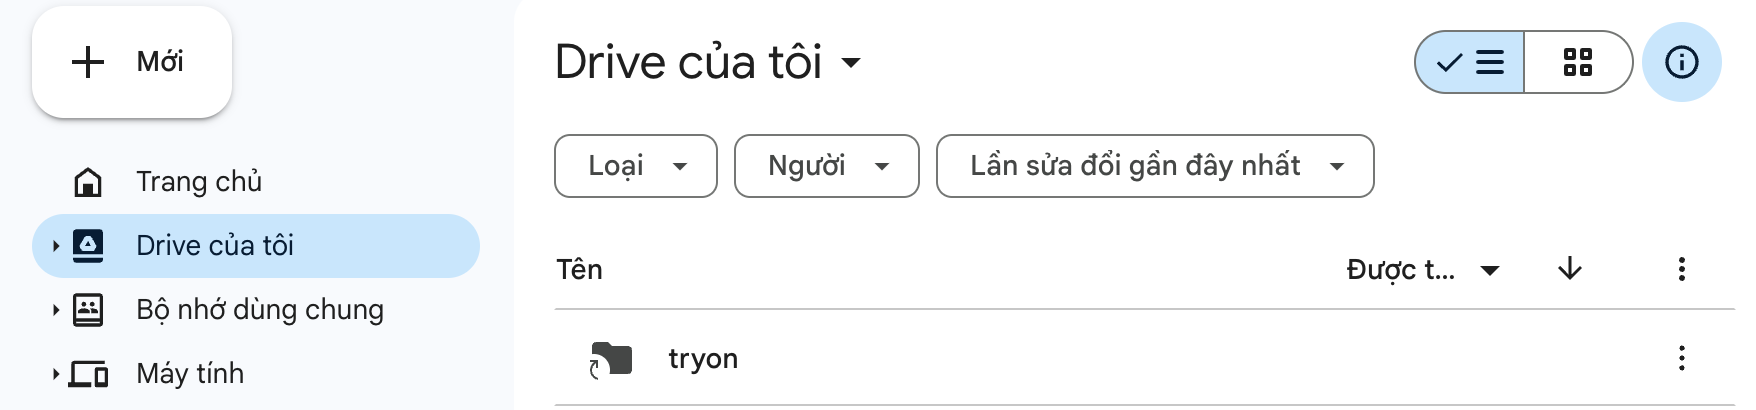 Mới
Trang chủ
Drive của tôi
Bộ nhớ dùng chung
Máy tính
Drive của tôi
Loại
Người
Lần sửa đổi gần đây nhất
Tên
Được t...
tryon